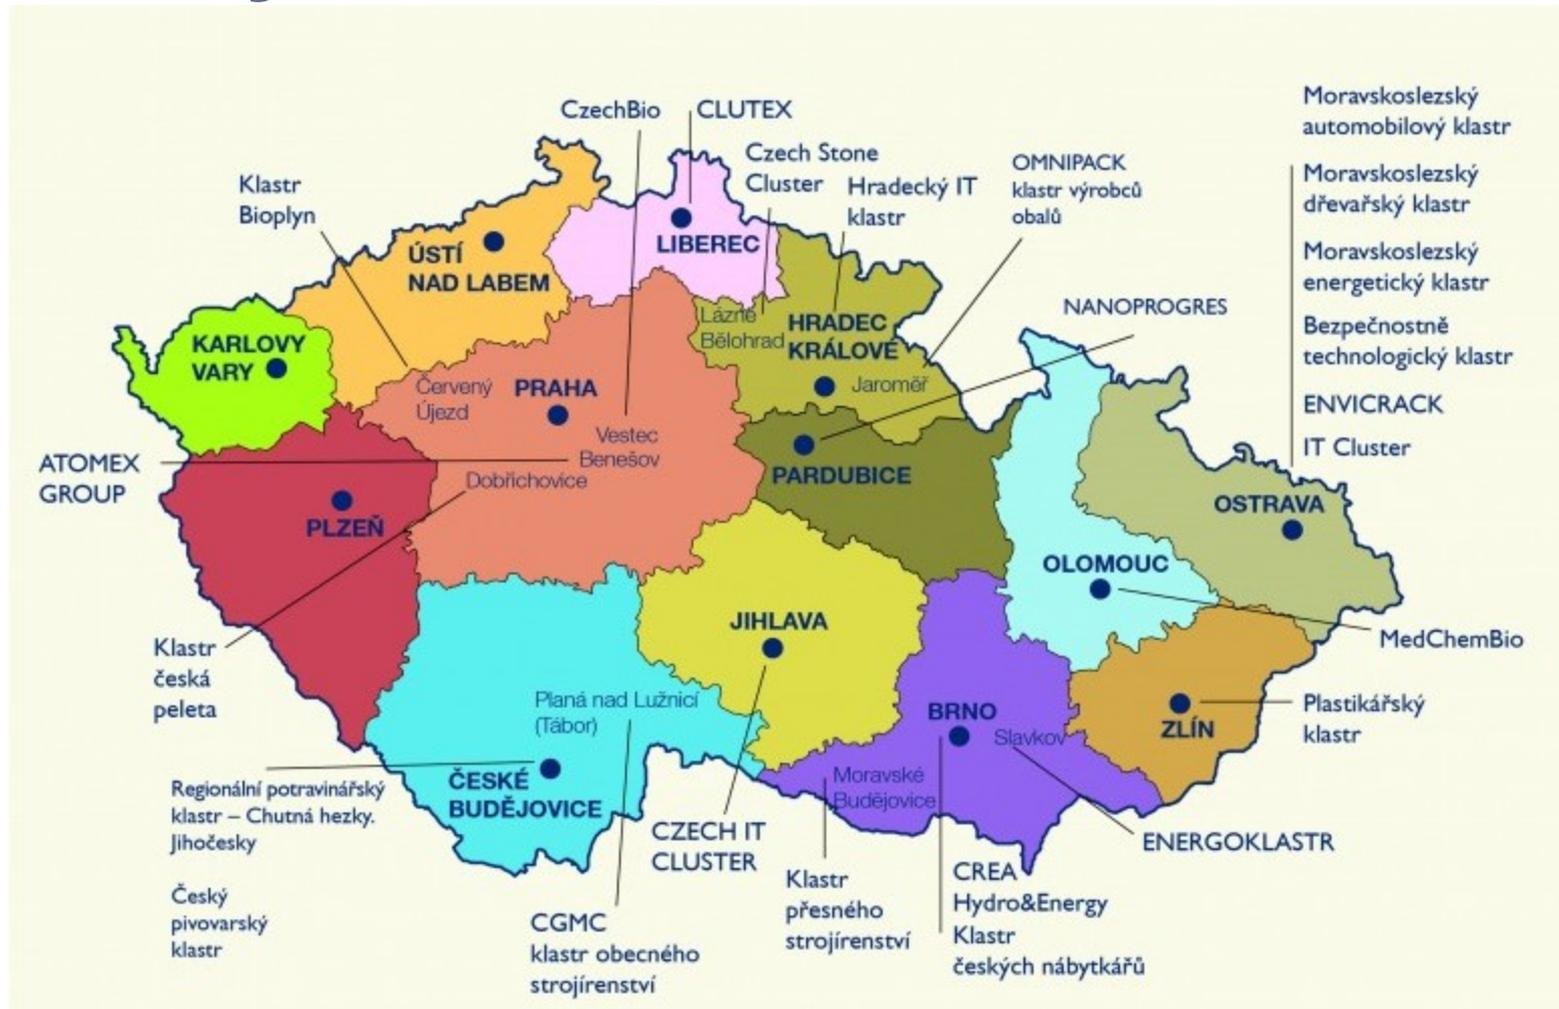 CzechBio
CLUTEX
Moravskoslezský
automobilový klastr
Czech Stone
Cluster
Hradecký IT
klastr
OMNIPACK
klastr výrobců
obalů
Moravskoslezský
dřevařský klastr
Klastr
Bioplyn
Moravskoslezský
energetický klastr
NANOPROGRES
Bezpečnostně
technologický klastr
ENVICRACK
IT Cluster
ÚSTÍ
NAD LABEM
LIBEREC
Lázně
Bělohrad
HRADEC
KRÁLOVÉ
Jaroměř
KARLOVY
VARY
Červený
Újezd
PRAHA
Vestec
Benešov
Dobřichovice
ATOMEX
GROUP
PLZEŇ
PARDUBICE
OSTRAVA
OLOMOUC
JIHLAVA
MedChemBio
Klastr
česká
peleta
Planá nad Lužnicí
(Tábor)
BRNO
Slavkov
ZLÍN
Plastikářský
klastr
ČESKÉ
BUDĚJOVICE
Moravské
Budějovice
Regionální potravinářský
klastr – Chutná hezky.
Jihočesky
CZECH IT
CLUSTER
ENERGOKLASTR
Český
pivovarský
klastr
CGMC
klastr obecného
strojírenství
Klastr
přesného
strojírenství
CREA
Hydro&Energy
Klastr
českých nábytkářů